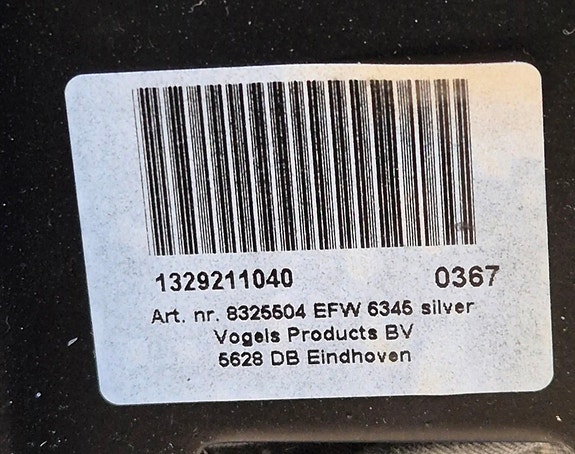 1329211040 0367
Art. nr. 8325504 EFW 6345 silver
Vogels Products BV
5628 DB Eindhoven